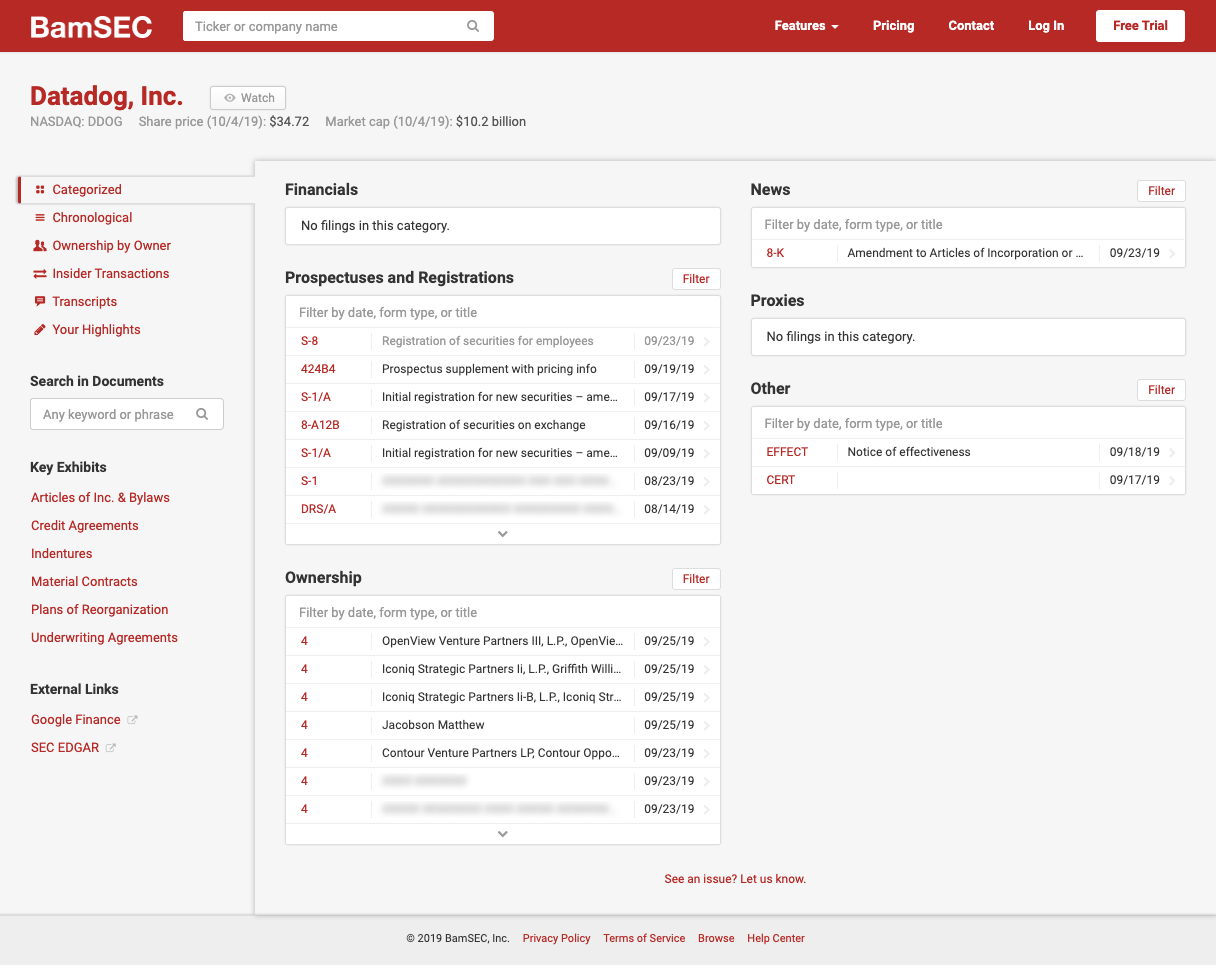 BamSEC
Ticker or company name
Features
Pricing
Contact
Log In
Free Trial
Datadog, Inc.
Watch
NASDAQ: DDOG Share price (10/4/19): $34.72 Market cap (10/4/19): $10.2 billion
Categorized
Chronological
Ownership by Owner
Insider Transactions
Transcripts
Your Highlights
Search in Documents
Any keyword or phrase
Key Exhibits
Articles of Inc. & Bylaws
Credit Agreements
Indentures
Material Contracts
Plans of Reorganization
Underwriting Agreements
External Links
Google Finance
SEC EDGAR
Financials
No filings in this category.
Prospectuses and Registrations
Filter
Filter by date, form type, or title
S-8 Registration of securities for employees 09/23/19
424B4 Prospectus supplement with pricing info 09/19/19
S-1/A Initial registration for new securities – ame... 09/17/19
8-A12B Registration of securities on exchange 09/16/19
S-1/A Initial registration for new securities – ame... 09/09/19
S-1 08/23/19
DRS/A 08/14/19
Ownership
Filter
Filter by date, form type, or title
4 OpenView Venture Partners III, L.P., OpenVie... 09/25/19
4 Iconiq Strategic Partners Ii, L.P., Griffith Willi... 09/25/19
4 Iconiq Strategic Partners Ii-B, L.P., Iconiq Str... 09/25/19
4 Jacobson Matthew 09/25/19
4 Contour Venture Partners LP, Contour Oppo... 09/23/19
4 09/23/19
4 09/23/19
News
Filter
Filter by date, form type, or title
8-K Amendment to Articles of Incorporation or ... 09/23/19
Proxies
No filings in this category.
Other
Filter
Filter by date, form type, or title
EFFECT Notice of effectiveness 09/18/19
CERT 09/17/19
See an issue? Let us know.
© 2019 BamSEC, Inc. Privacy Policy Terms of Service Browse Help Center